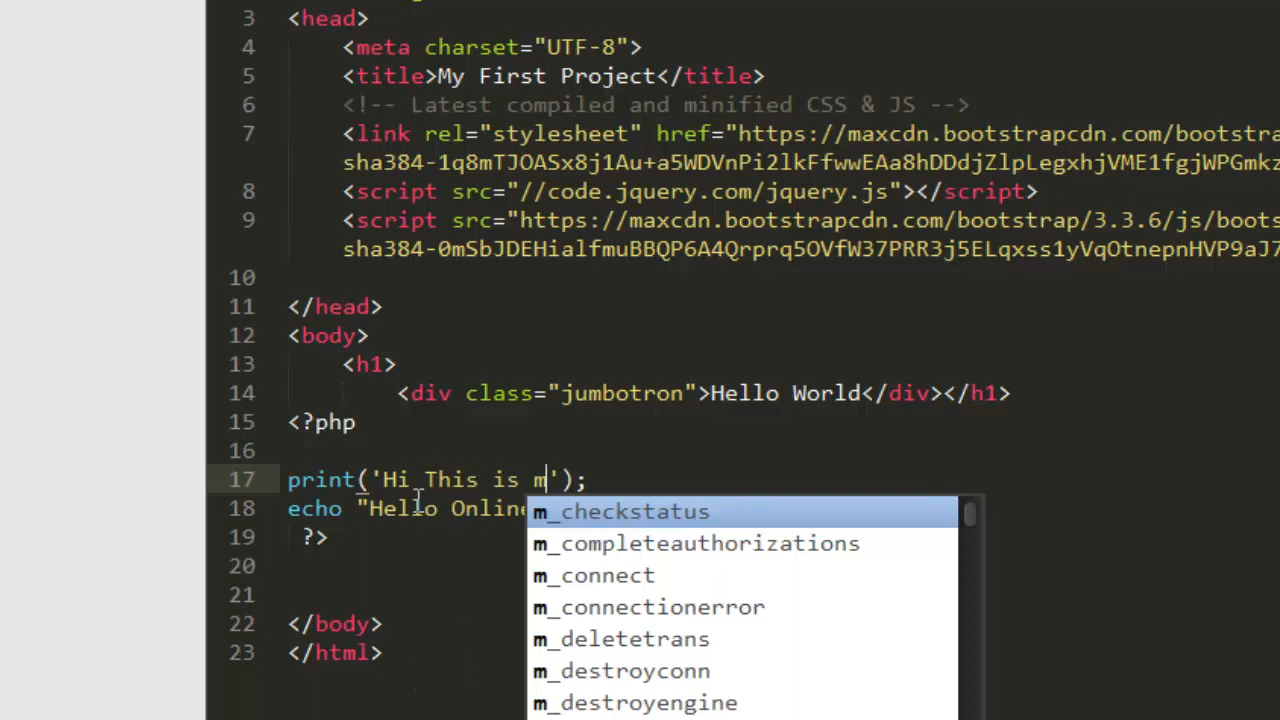 3 <head>
4 <meta charset="UTF-8">
5 <title>My First Project</title>
6 <!-- Latest compiled and minified CSS & JS -->
7 <link rel="stylesheet" href="https://maxcdn.bootstrapcdn.com/bootstra
sha384-1q8mTJOASx8j1Au+a5WDVnPi2lkFfwwEAa8hDDdjZlpLegxhjVME1fgjWPGmkz
8 <script src="//code.jquery.com/jquery.js"></script>
9 <script src="https://maxcdn.bootstrapcdn.com/bootstrap/3.3.6/js/boots
sha384-0mSbJDEHialfmuBBQP6A4Qrprq5OVfW37PRR3j5ELqxss1yVqOtnepnHVP9aJ7
10
11 </head>
12 <body>
13 <h1>
14 <div class="jumbotron">Hello World</div></h1>
15 <?php
16
17 print('Hi This is m');
18 echo "Hello Online
m_checkstatus
19 ?>
m_completeauthorizations
20
m_connect
21
m_connectionerror
22 </body>
m_deletetrans
23 </html>
m_destroyconn
m_destroyengine